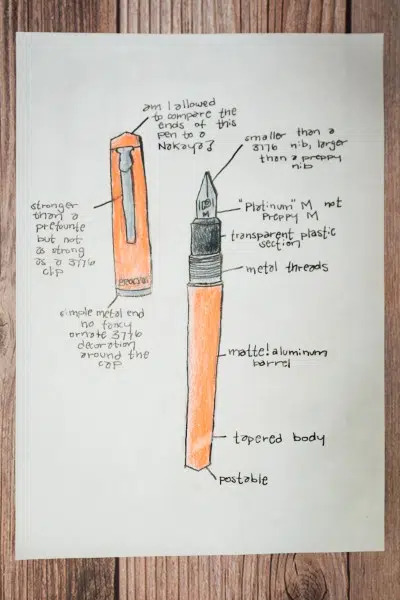 am I allowed
to compare the
ends of this
pen to a
Nakaya?
smaller than a
3776 nib, larger
than a preppy
nib
stronger
than a
prefounte
but not
as strong
as a 3776
clip
"Platinum" M not
Preppy M
P
M
transparent plastic
section
metal threads
simple metal end
no fancy
ornate 3776
decoration
around the
cap
matte! aluminum
barrel
tapered body
postable